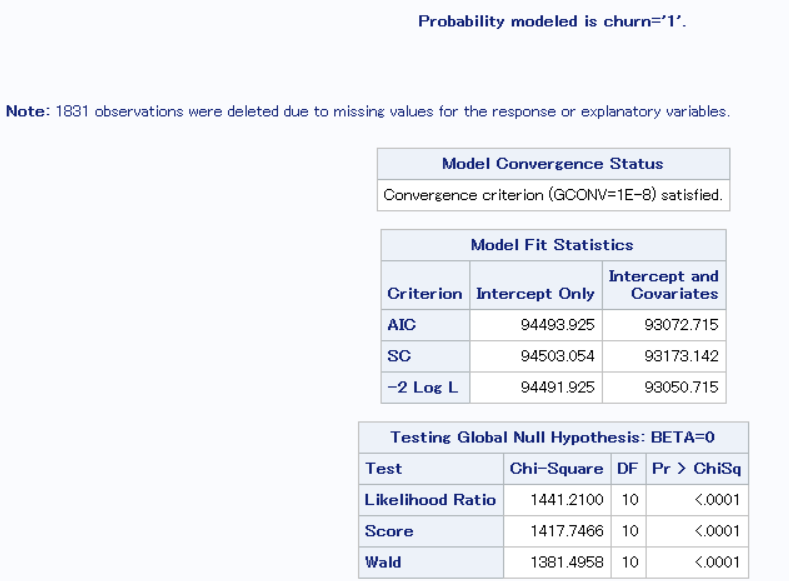 Probability modeled is churn='1'.
Note: 1831 observations were deleted due to missing values for the response or explanatory variables.
Model Convergence Status
Convergence criterion (GCONV=1E-8) satisfied.
Model Fit Statistics
Criterion Intercept Only Intercept and Covariates
AIC 94493.925 93072.715
SC 94503.054 93173.142
-2 Log L 94491.925 93050.715
Testing Global Null Hypothesis: BETA=0
Test Chi-Square DF Pr > ChiSq
Likelihood Ratio 1441.2100 10 <.0001
Score 1417.7466 10 <.0001
Wald 1381.4958 10 <.0001